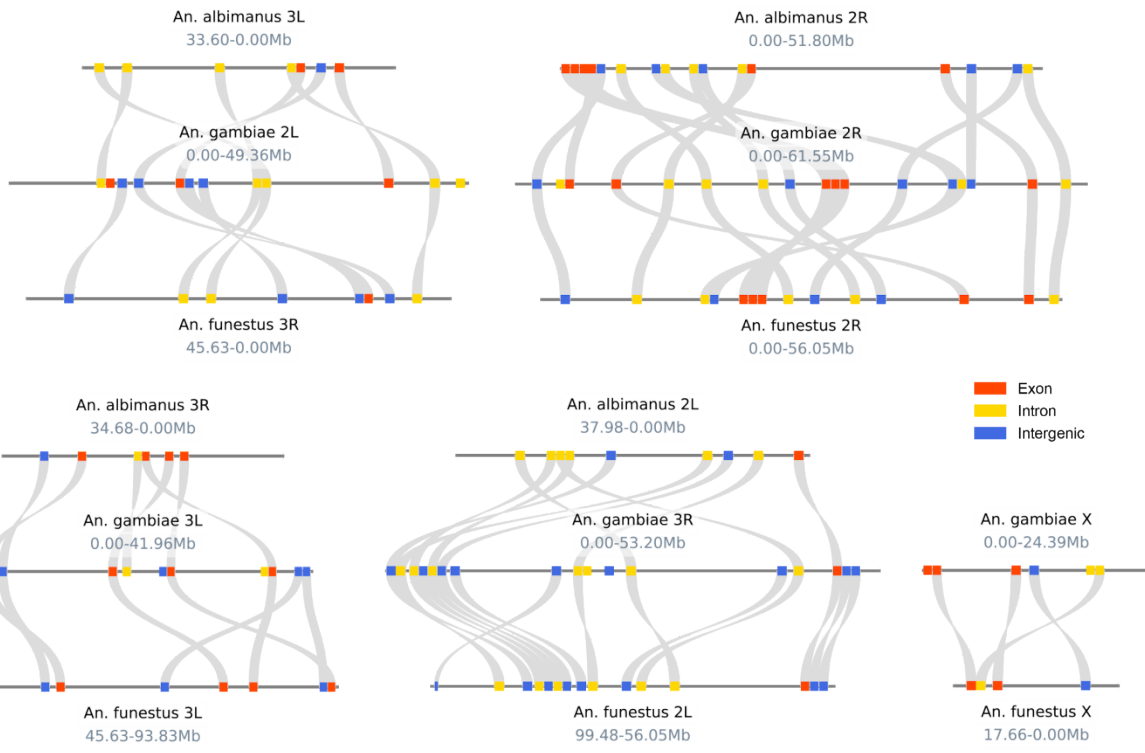 An. albimanus 3L
33.60-0.00Mb
An. gambiae 2L
0.00-49.36Mb
An. funestus 3R
45.63-0.00Mb
An. albimanus 2R
0.00-51.80Mb
An. gambiae 2R
0.00-61.55Mb
An. funestus 2R
0.00-56.05Mb
Exon
Intron
Intergenic
An. albimanus 3R
34.68-0.00Mb
An. gambiae 3L
0.00-41.96Mb
An. funestus 3L
45.63-93.83Mb
An. albimanus 2L
37.98-0.00Mb
An. gambiae 3R
0.00-53.20Mb
An. funestus 2L
99.48-56.05Mb
An. gambiae X
0.00-24.39Mb
An. funestus X
17.66-0.00Mb